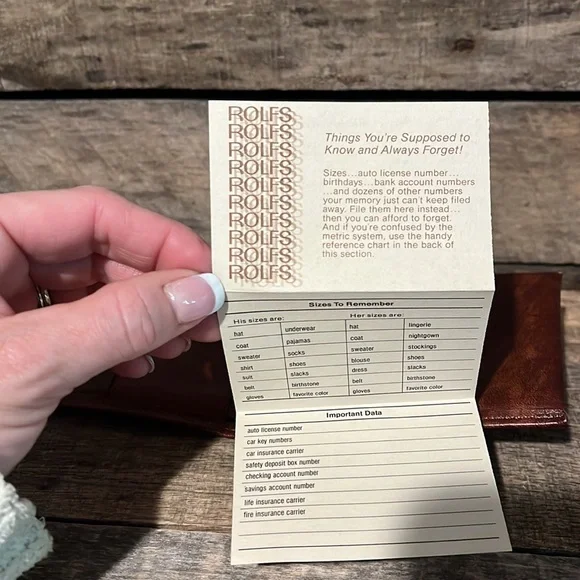 ROLFS
ROLFS
ROLFS
ROLFS
ROLFS
ROLFS
ROLFS
ROLFS
ROLFS
ROLFS
Things You're Supposed to
Know and Always Forget!
Sizes...auto license number...
birthdays...bank account numbers
...and dozens of other numbers
your memory just can't keep filed
away. File them here instead...
then you can afford to forget.
And if you're confused by the
metric system, use the handy
reference chart in the back of
this section.
Sizes To Remember
His sizes are: Her sizes are:
hat underwear hat lingerie
coat pajamas coat nightgown
sweater socks sweater stockings
shirt shoes blouse shoes
suit slacks dress slacks
belt birthstone belt birthstone
gloves favorite color gloves favorite color
Important Data
auto license number
car key numbers
car insurance carrier
safety deposit box number
checking account number
savings account number
life insurance carrier
fire insurance carrier